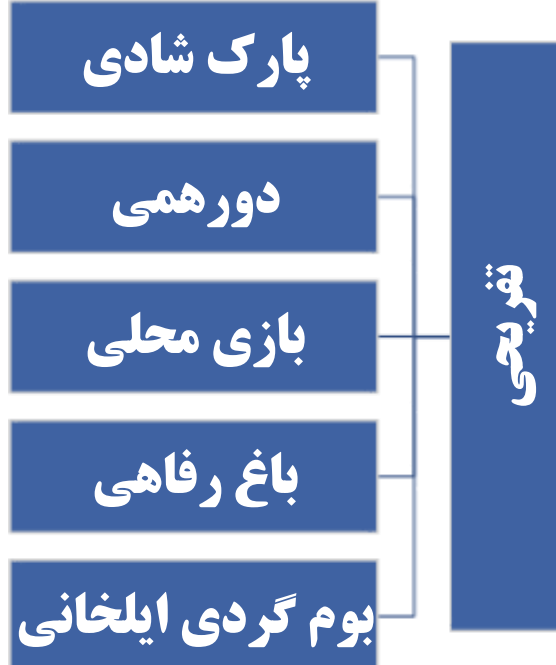 تفریحی
پارک شادی
دورهمی
بازی محلی
باغ رفاهی
بوم گردی ایلخانی